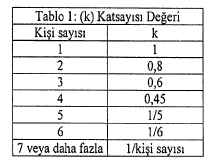 Tablo 1: (k) Katsayısı Değeri
Kişi sayısı k
1 1
2 0,8
3 0,6
4 0,45
5 1/5
6 1/6
7 veya daha fazla 1/kişi sayısı